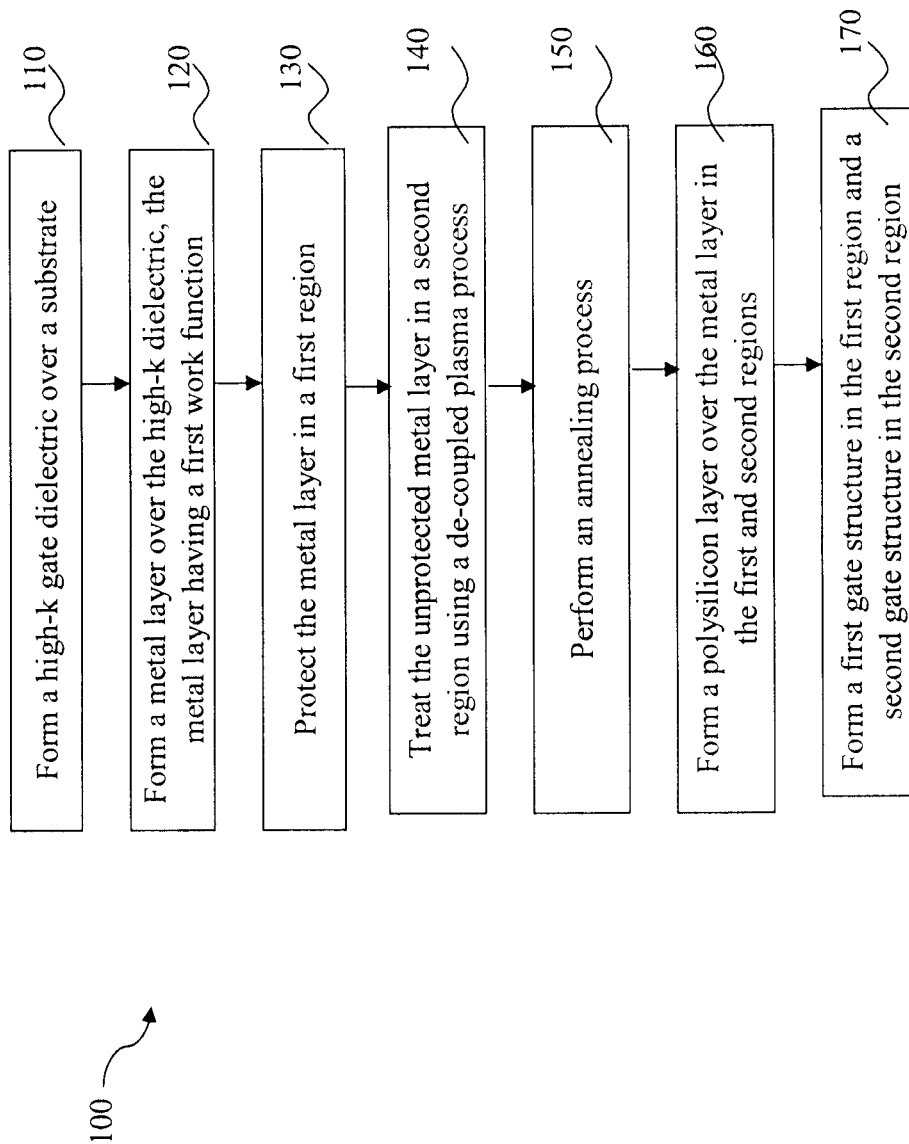 100
Form a high-k gate dielectric over a substrate
110
Form a metal layer over the high-k dielectric, the
metal layer having a first work function
120
Protect the metal layer in a first region
130
Treat the unprotected metal layer in a second
region using a de-coupled plasma process
140
Perform an annealing process
150
Form a polysilicon layer over the metal layer in
the first and second regions
160
Form a first gate structure in the first region and a
second gate structure in the second region
170